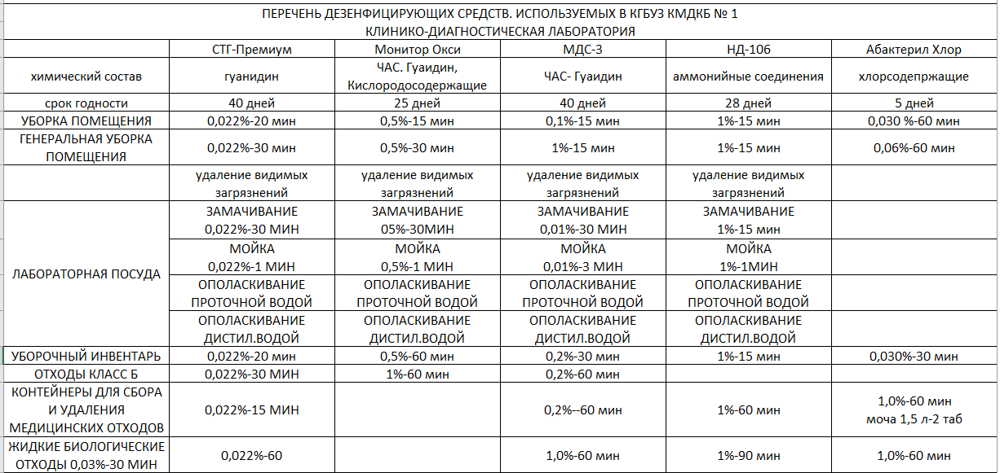 ПЕРЕЧЕНЬ ДЕЗЕНФИЦИРУЮЩИХ СРЕДСТВ. ИСПОЛЬЗУЕМЫХ В КГБУЗ КМДКБ № 1
КЛИНИКО-ДИАГНОСТИЧЕСКАЯ ЛАБОРАТОРИЯ
СТГ-Премиум Монитор Окси МДС-3 НД-106 Абактерил Хлор
химический состав гуанидин ЧАС. Гуаидин, Кислородосодержащие ЧАС- Гуаидин аммонийные соединения хлорсодепржащие
срок годности 40 дней 25 дней 40 дней 28 дней 5 дней
УБОРКА ПОМЕЩЕНИЯ 0,022%-20 мин 0,5%-15 мин 0,1%-15 мин 1%-15 мин 0,030 %-60 мин
ГЕНЕРАЛЬНАЯ УБОРКА ПОМЕЩЕНИЯ 0,022%-30 мин 0,5%-30 мин 1%-15 мин 1%-15 мин 0,06%-60 мин
удаление видимых удаление видимых удаление видимых удаление видимых
загрязнений загрязнений загрязнений загрязнений
ЛАБОРАТОРНАЯ ПОСУДА
ЗАМАЧИВАНИЕ ЗАМАЧИВАНИЕ ЗАМАЧИВАНИЕ ЗАМАЧИВАНИЕ
0,022%-30 МИН 05%-30МИН 0,01%-30 МИН 1%-15 мин
МОЙКА МОЙКА МОЙКА МОЙКА
0,022%-1 МИН 0,5%-1 МИН 0,01%-3 МИН 1%-1МИН
ОПОЛАСКИВАНИЕ ОПОЛАСКИВАНИЕ ОПОЛАСКИВАНИЕ ОПОЛАСКИВАНИЕ
ПРОТОЧНОЙ ВОДОЙ ПРОТОЧНОЙ ВОДОЙ ПРОТОЧНОЙ ВОДОЙ ПРОТОЧНОЙ ВОДОЙ
ОПОЛАСКИВАНИЕ ОПОЛАСКИВАНИЕ ОПОЛАСКИВАНИЕ ОПОЛАСКИВАНИЕ
ДИСТИЛ.ВОДОЙ ДИСТИЛ.ВОДОЙ ДИСТИЛ.ВОДОЙ ДИСТИЛ.ВОДОЙ
УБОРОЧНЫЙ ИНВЕНТАРЬ 0,022%-20 мин 0,5%-60 мин 0,2%-30 мин 1%-15 мин 0,030%-30 мин
ОТХОДЫ КЛАСС Б 0,022%-30 МИН 1%-60 мин 0,2%-60 мин
КОНТЕЙНЕРЫ ДЛЯ СБОРА
И УДАЛЕНИЯ
МЕДИЦИНСКИХ ОТХОДОВ
0,022%-15 МИН 0,2%--60 мин 1%-60 мин 1,0%-60 мин
моча 1,5 л-2 таб
ЖИДКИЕ БИОЛОГИЧЕСКИЕ
ОТХОДЫ 0,03%-30 МИН
0,022%-60 1,0%-60 мин 1%-90 мин 1,0%-60 мин